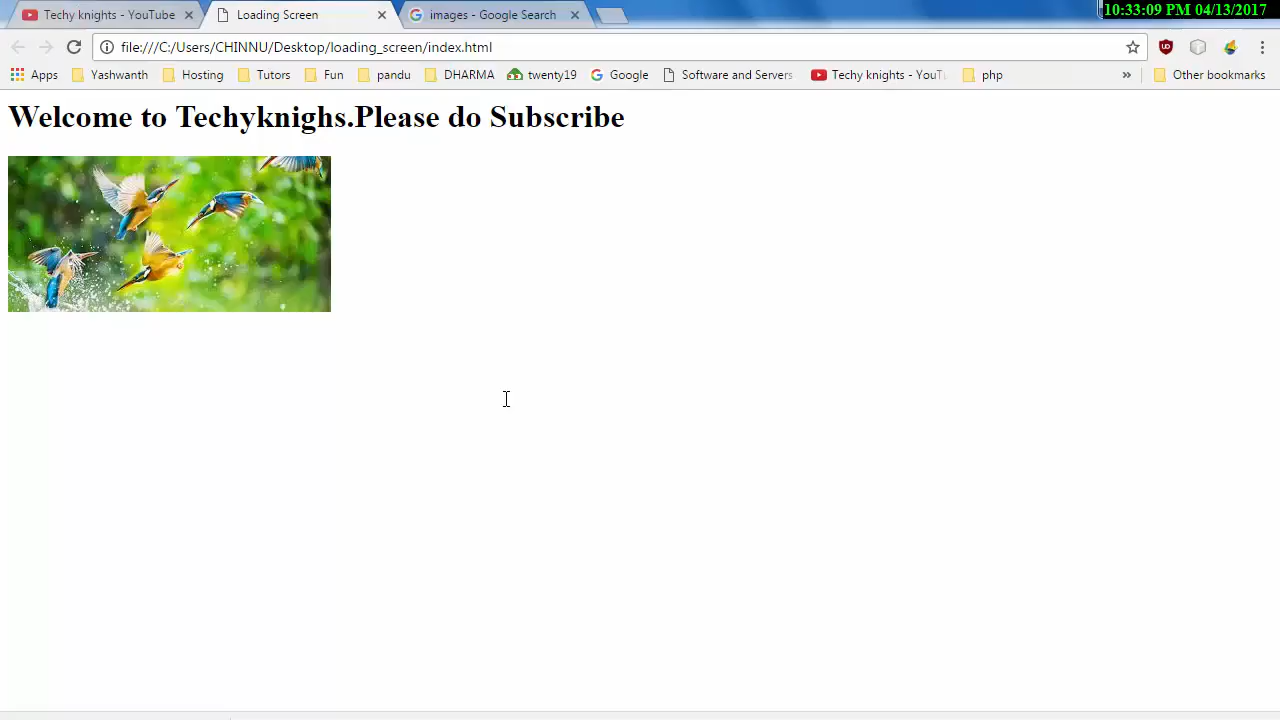 Techy knights - YouTube
Loading Screen
images - Google Search
10:33:09 PM 04/13/2017
file:///C:/Users/CHINNU/Desktop/loading_screen/index.html
Apps
Yashwanth
Hosting
Tutors
Fun
pandu
DHARMA
twenty19
Google
Software and Servers
Techy knights - YouT
php
»
Other bookmarks
Welcome to Techyknighs.Please do Subscribe